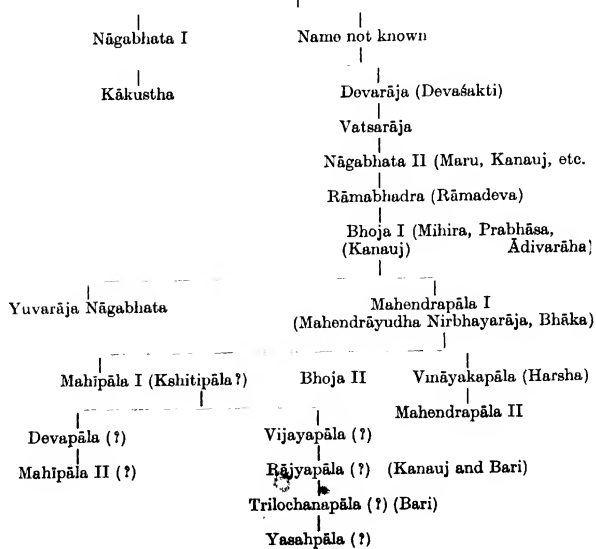 Nāgabhata I Name not known
Kākustha Devarāja (Devaśakti)
Vatsarāja
Nāgabhata II (Maru, Kanauj, etc.
Rāmabhadra (Rāmadeva)
Bhoja I (Mihira, Prabhāsa,
(Kanauj) Ādivarāha)
Yuvarāja Nāgabhata Mahendrapāla I
(Mahendrāyudha Nirbhayarāja, Bhāka)
Mahīpāla I (Kshitipāla?) Bhoja II Vināyakapāla (Harsha)
Mahendrapāla II
Devapāla (?) Vijayapāla (?)
Mahīpāla II (?) Rājyapāla (?) (Kanauj and Bari)
Trilochanapāla (?) (Bari)
Yasahpāla (?)